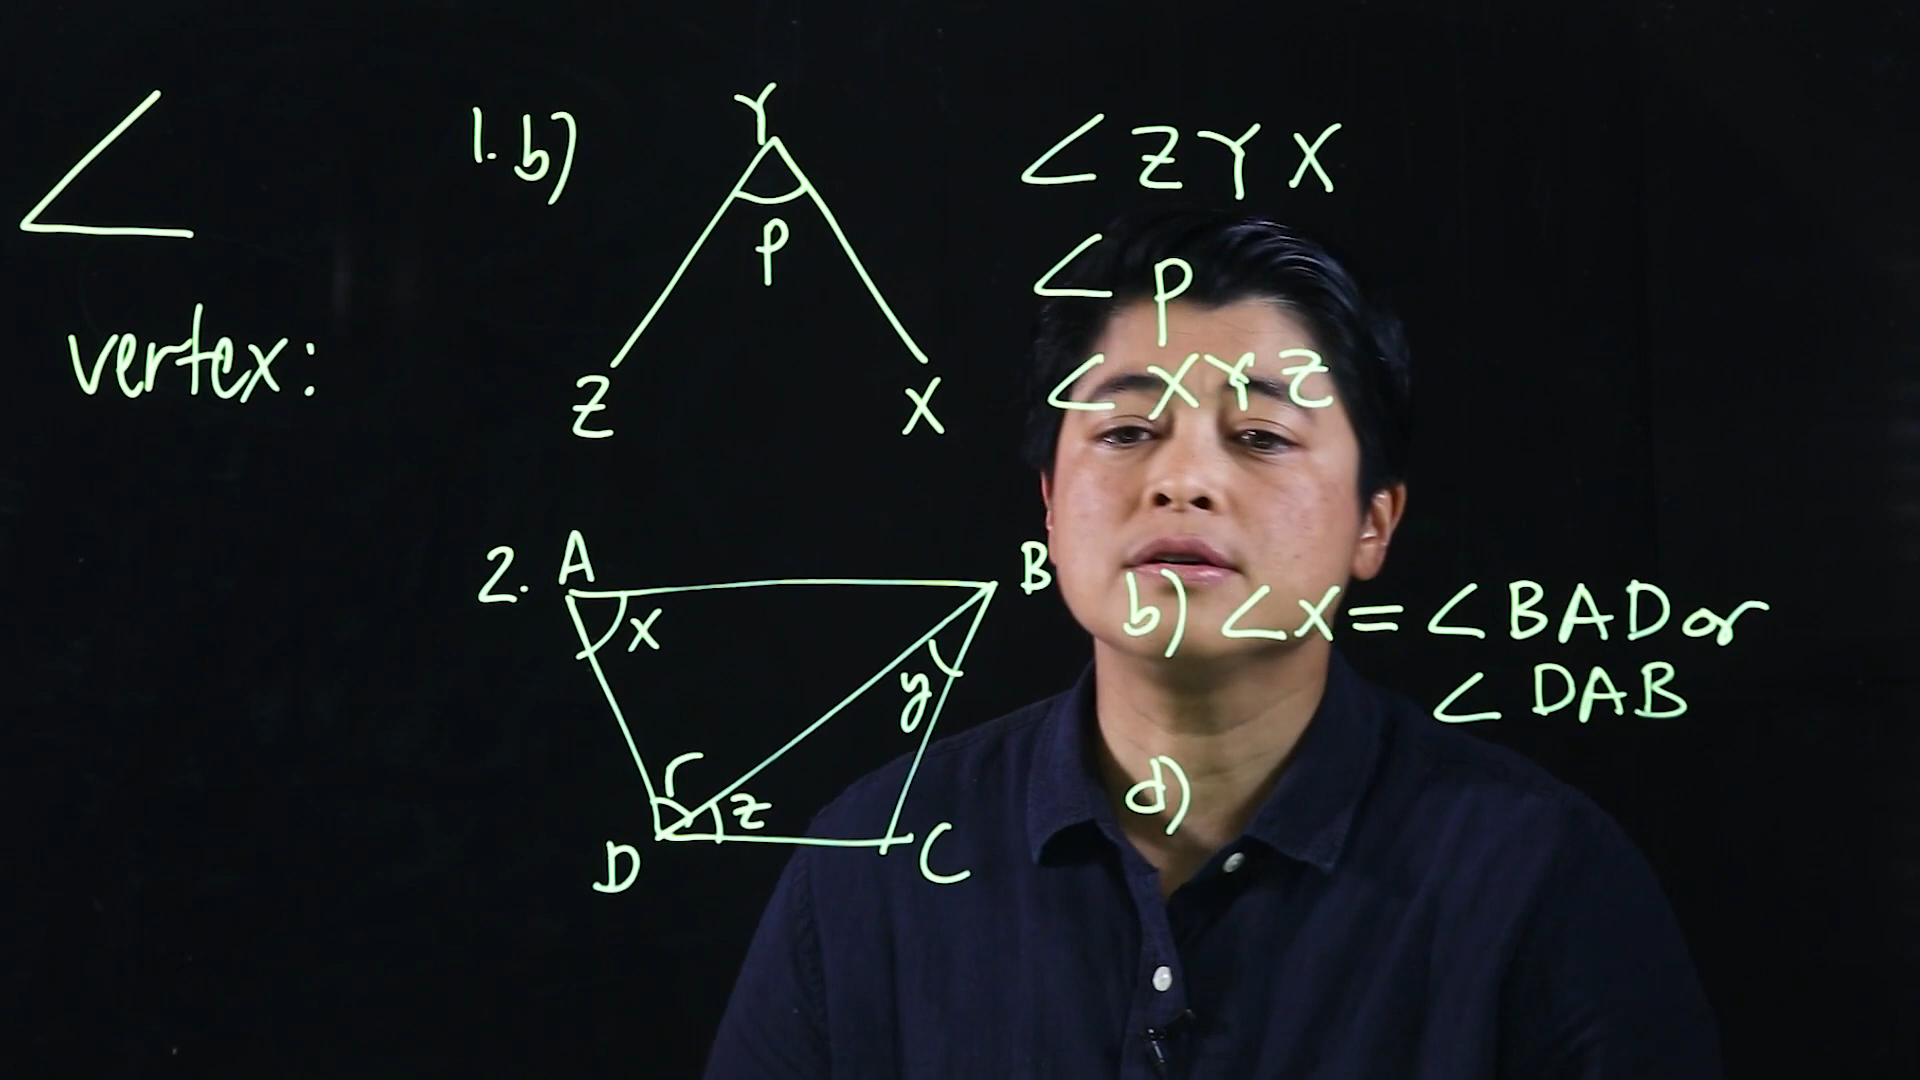 vertex:
1.b)
Y
p
Z
X
∠ZYX
∠p
∠XYZ
2.
A
B
x
y
r
z
D
C
b) ∠x = ∠BAD or
∠DAB
d)